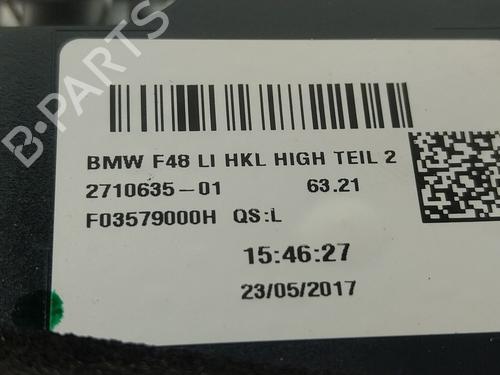 B-PARTS
BMW F48 LI HKL HIGH TEIL 2
2710635-01 63.21
F03579000H QS:L
15:46:27
23/05/2017